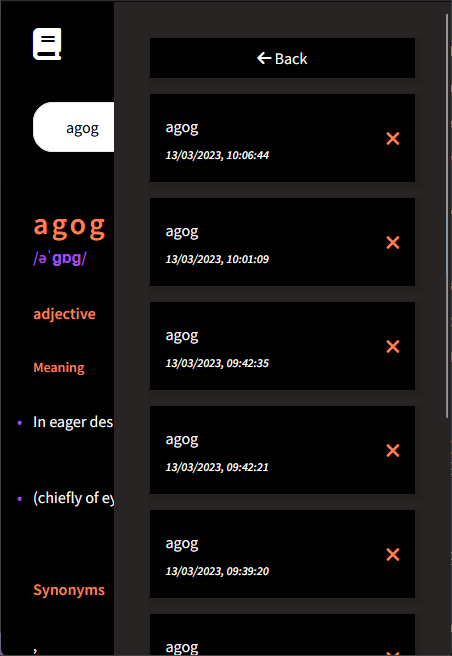 agog
agog
/əˈɡɒɡ/
adjective
Meaning
In eager des
(chiefly of ey
Synonyms
,
Back
agog
13/03/2023, 10:06:44
agog
13/03/2023, 10:01:09
agog
13/03/2023, 09:42:35
agog
13/03/2023, 09:42:21
agog
13/03/2023, 09:39:20
agog